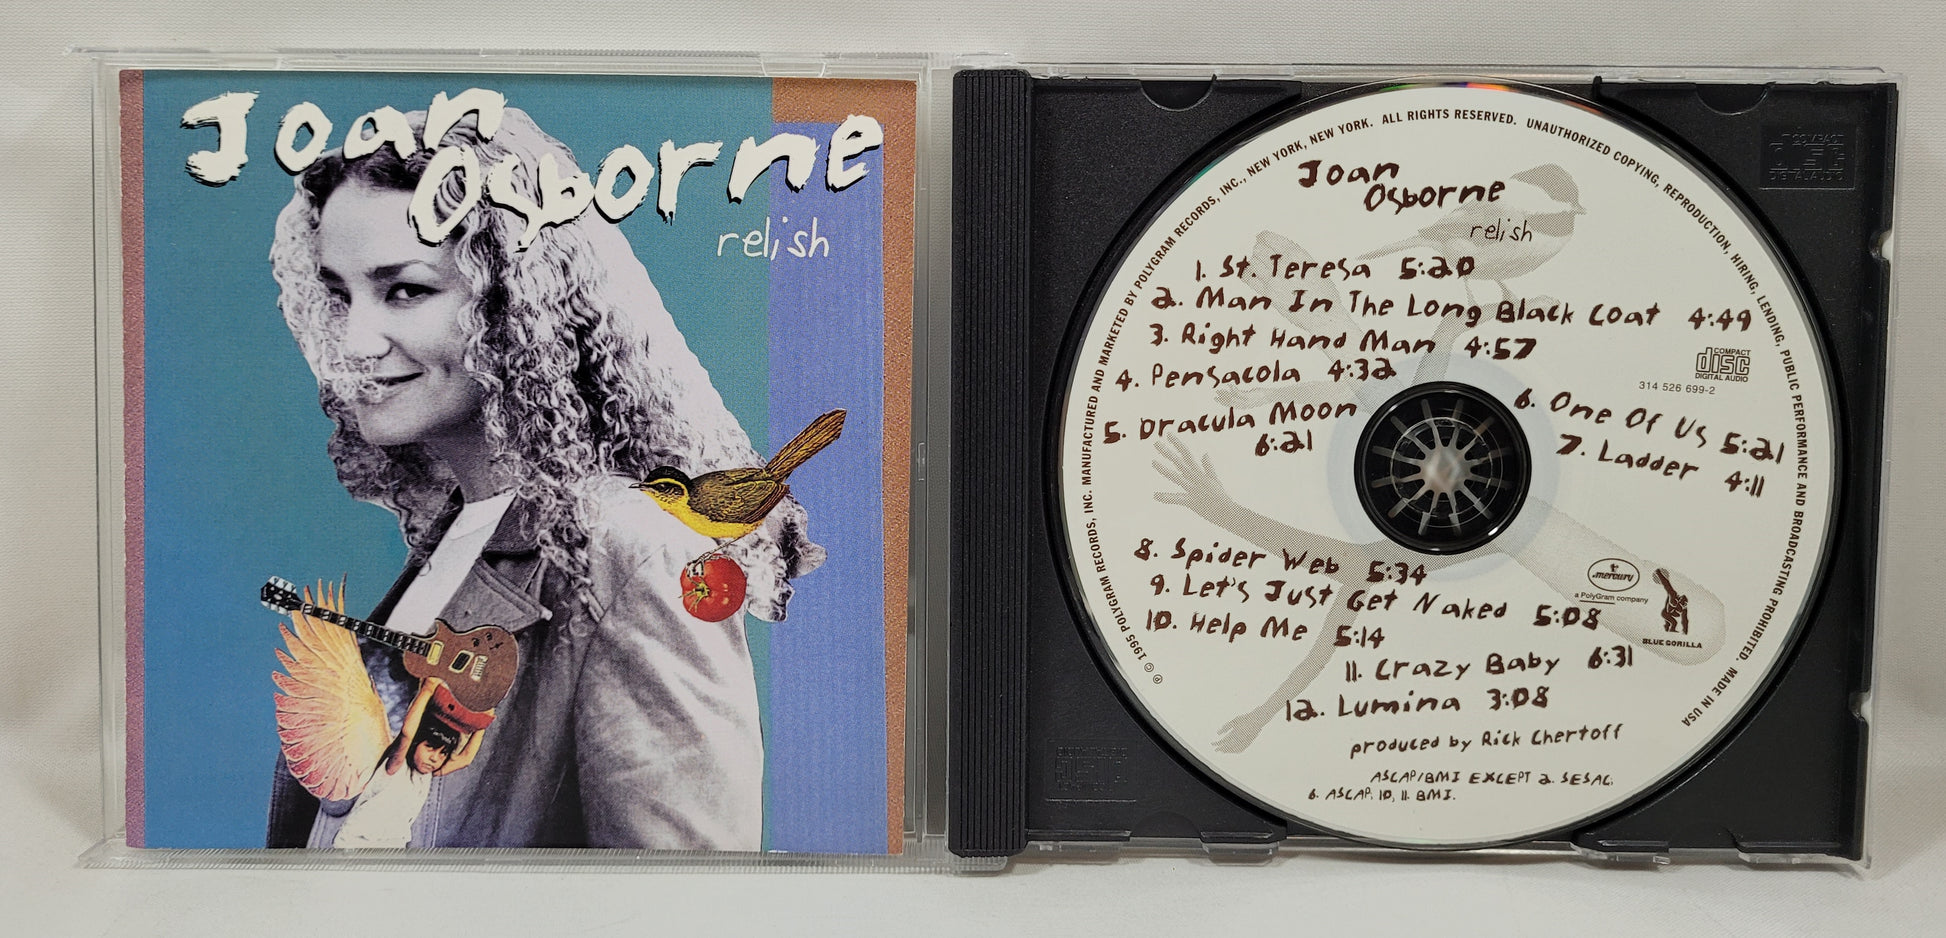 Joan
Osborne
relish
℗ © 1995 POLYGRAM RECORDS, INC. MANUFACTURED AND MARKETED BY POLYGRAM RECORDS, INC., NEW YORK, NEW YORK. ALL RIGHTS RESERVED. UNAUTHORIZED COPYING, REPRODUCTION, HIRING, LENDING, PUBLIC PERFORMANCE AND BROADCASTING PROHIBITED. MADE IN USA
Joan
Osborne
relish
1. St. Teresa 5:20
2. Man In The Long Black Coat 4:49
3. Right Hand Man 4:57
4. Pensacola 4:32
5. Dracula Moon
6:21
COMPACT
disc
DIGITAL AUDIO
314 526 699-2
6. One Of Us 5:21
7. Ladder 4:11
8. Spider Web 5:34
9. Let's Just Get Naked 5:08
10. Help Me 5:14
11. Crazy Baby 6:31
12. Lumina 3:08
mercury
a PolyGram company
BLUE GORILLA
produced by Rick Chertoff
ASCAP/BMI EXCEPT 2. SESAC;
6. ASCAP; 10, 11. BMI.
COMPACT
DIGITAL AUDIO